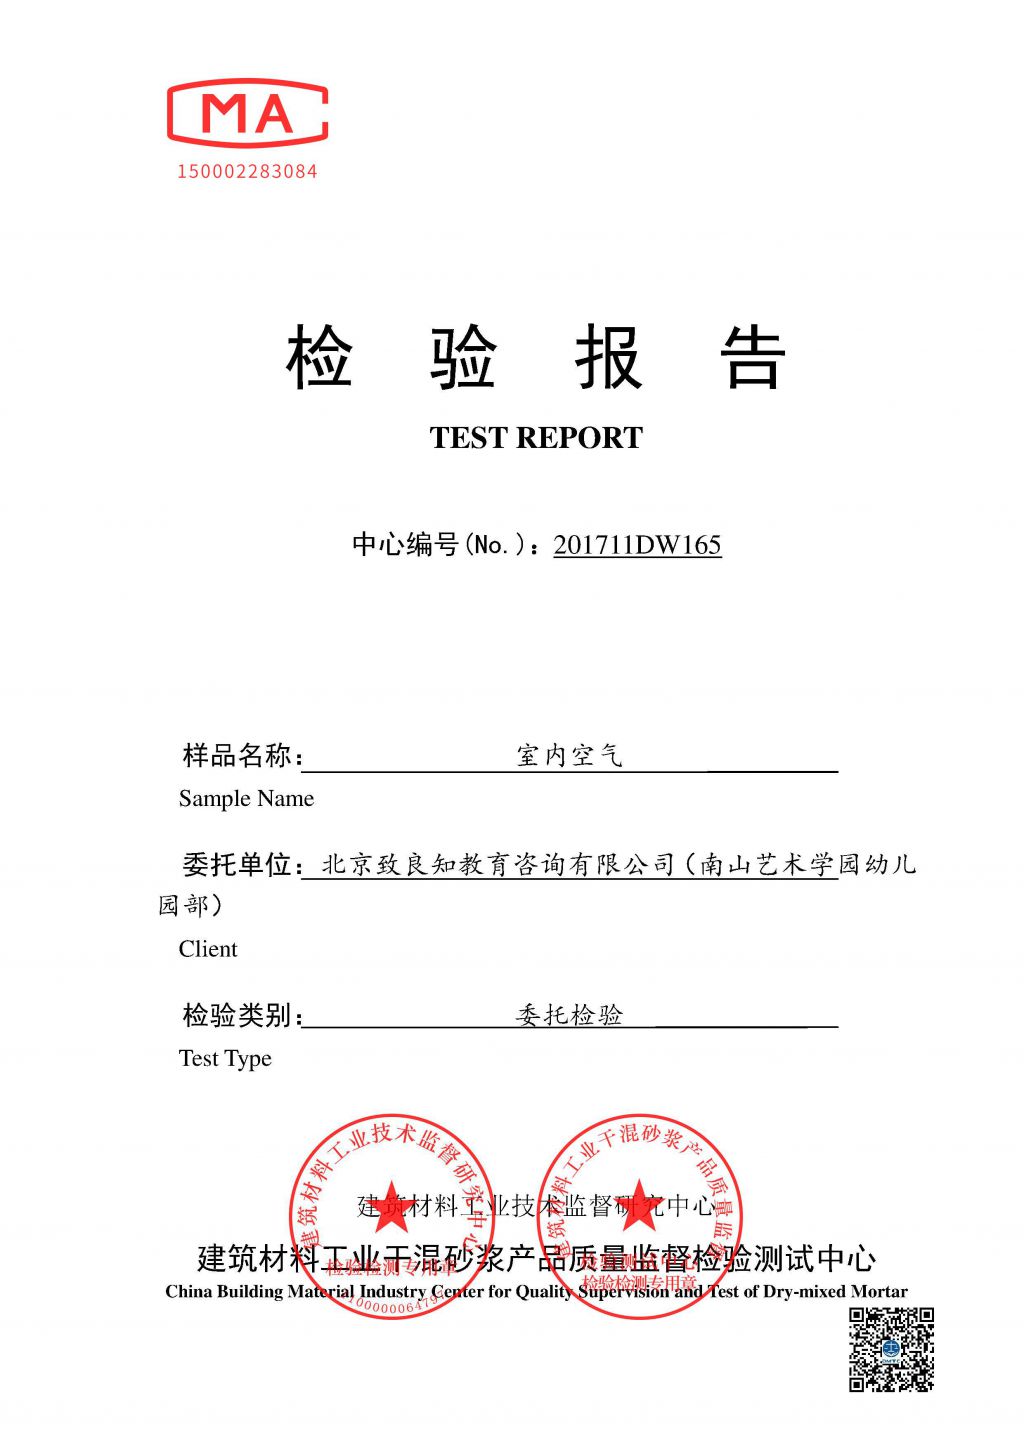 MA
150002283084
检 验 报 告
TEST REPORT
中心编号(No.)：201711DW165
样品名称： 室内空气
Sample Name
委托单位：北京致良知教育咨询有限公司（南山艺术学园幼儿
园部）
Client
检验类别： 委托检验
Test Type
建筑材料工业技术监督研究中心
检验检测专用章
建筑材料工业干混砂浆产品质量监督
检验测试中心
检验检测专用章
建筑材料工业技术监督研究中心
建筑材料工业干混砂浆产品质量监督检验测试中心
China Building Material Industry Center for Quality Supervision and Test of Dry-mixed Mortar